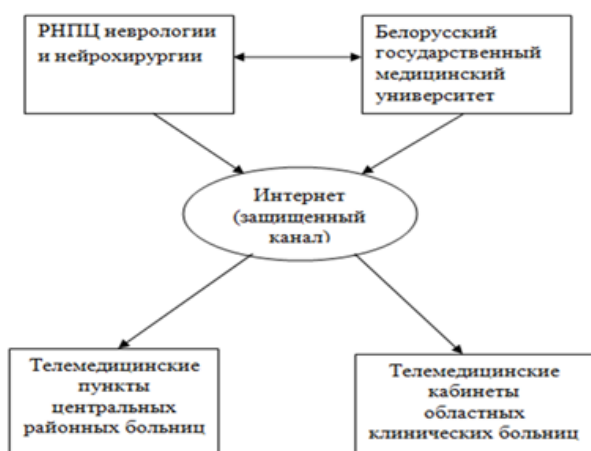 РНПЦ неврологии
и нейрохирургии
Белорусский
государственный
медицинский
университет
Интернет
(защищенный
канал)
Телемедицинские
пункты
центральных
районных больниц
Телемедицинские
кабинеты
областных
клинических больниц